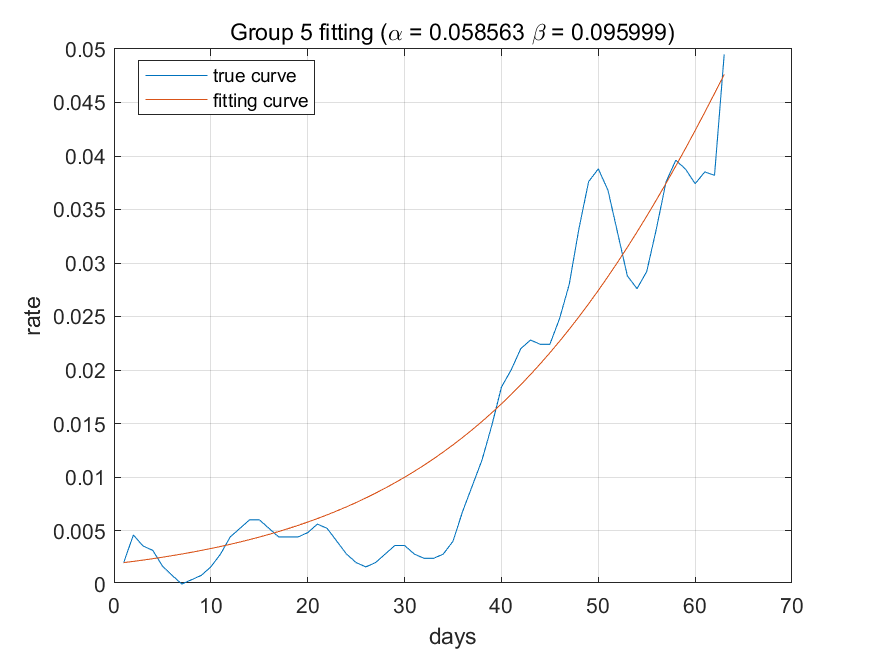 Group 5 fitting (α = 0.058563 β = 0.095999)
0.05
true curve
fitting curve
0.045
0.04
0.035
0.03
0.025
0.02
0.015
0.01
0.005
0
rate
0 10 20 30 40 50 60 70
days